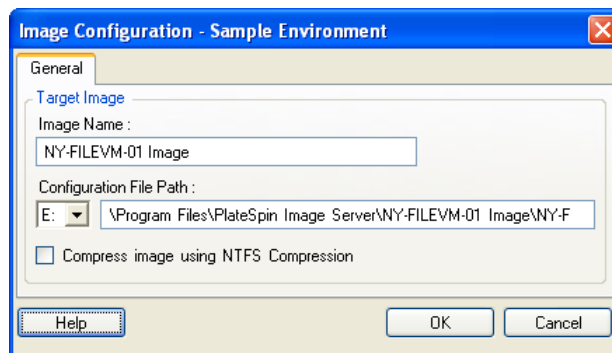 Image Configuration - Sample Environment
General
Target Image
Image Name :
NY-FILEVM-01 Image
Configuration File Path :
E: \Program Files\PlateSpin Image Server\NY-FILEVM-01 Image\NY-F
Compress image using NTFS Compression
Help OK Cancel